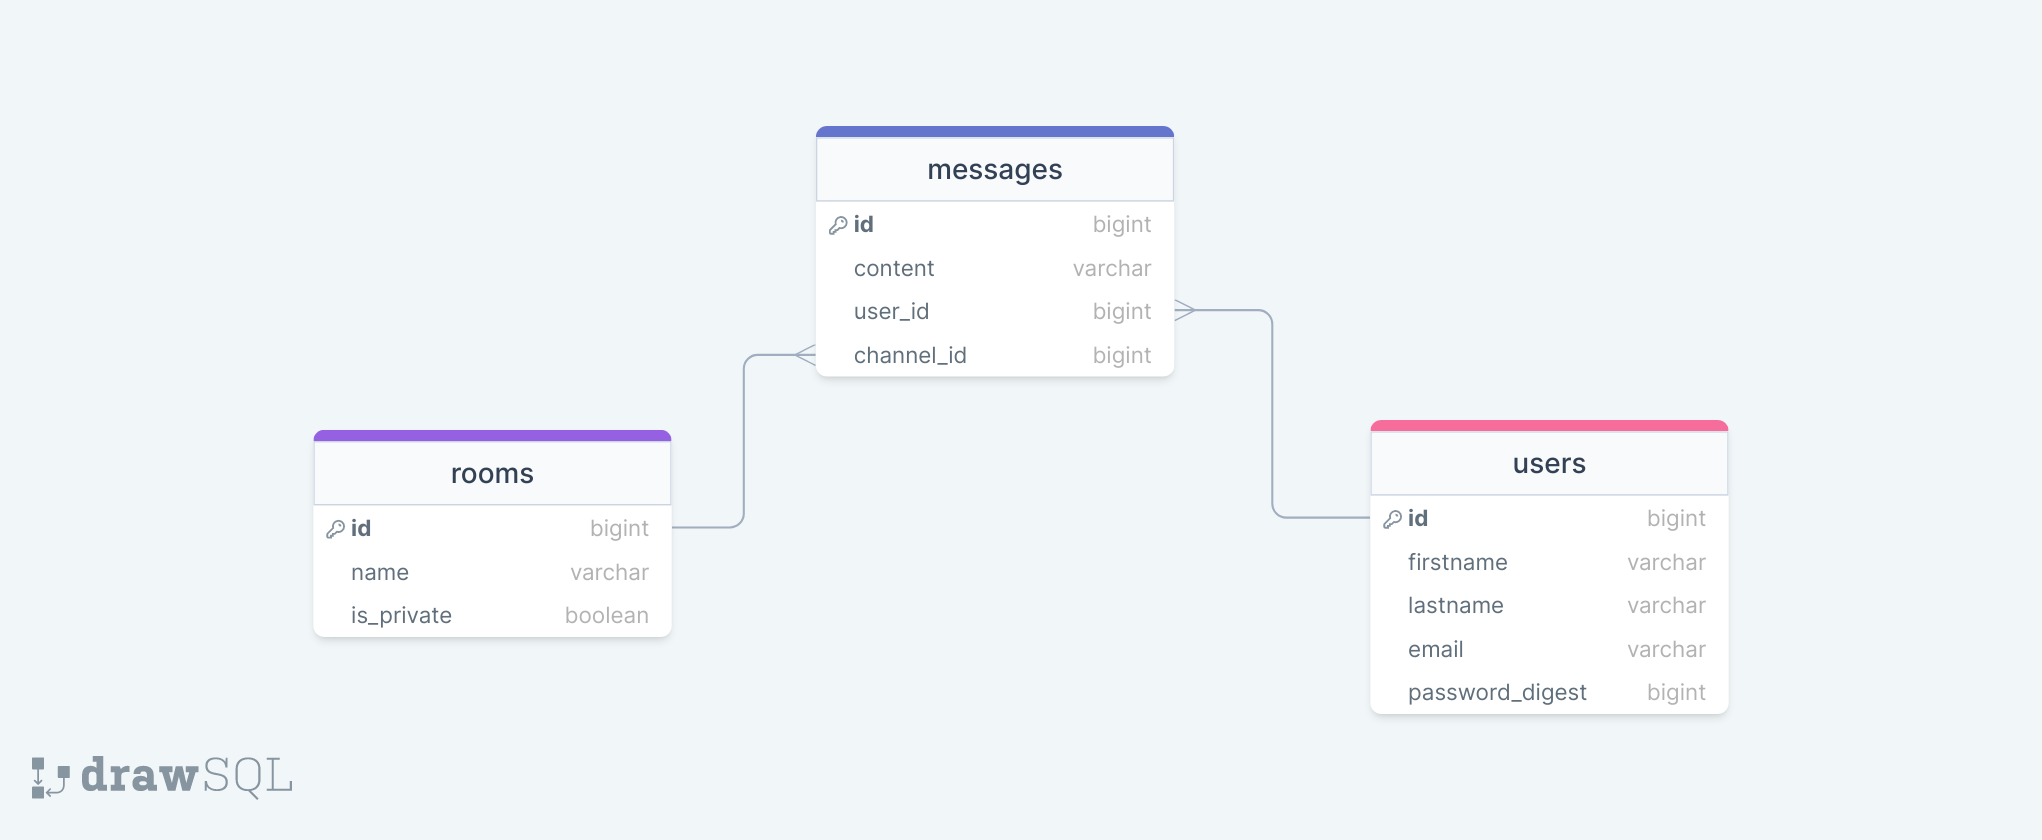 messages
id bigint
content varchar
user_id bigint
channel_id bigint
rooms
id bigint
name varchar
is_private boolean
users
id bigint
firstname varchar
lastname varchar
email varchar
password_digest bigint
drawSQL